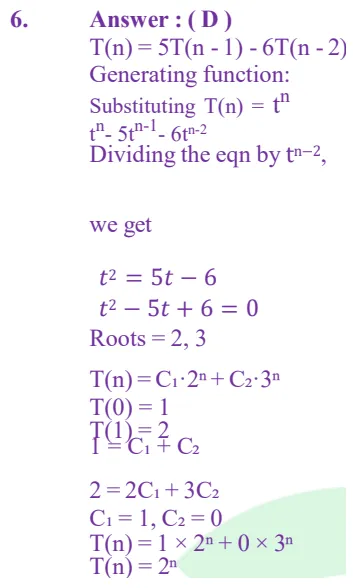 6. Answer : ( D )
T(n) = 5T(n - 1) - 6T(n - 2)
Generating function:
Substituting T(n) = tⁿ
tⁿ- 5tⁿ⁻¹- 6tⁿ⁻²
Dividing the eqn by tⁿ⁻²,
we get
𝑡² = 5𝑡 − 6
𝑡² − 5𝑡 + 6 = 0
Roots = 2, 3
T(n) = C₁·2ⁿ + C₂·3ⁿ
T(0) = 1
T(1) = 2
1 = C₁ + C₂
2 = 2C₁ + 3C₂
C₁ = 1, C₂ = 0
T(n) = 1 × 2ⁿ + 0 × 3ⁿ
T(n) = 2ⁿ